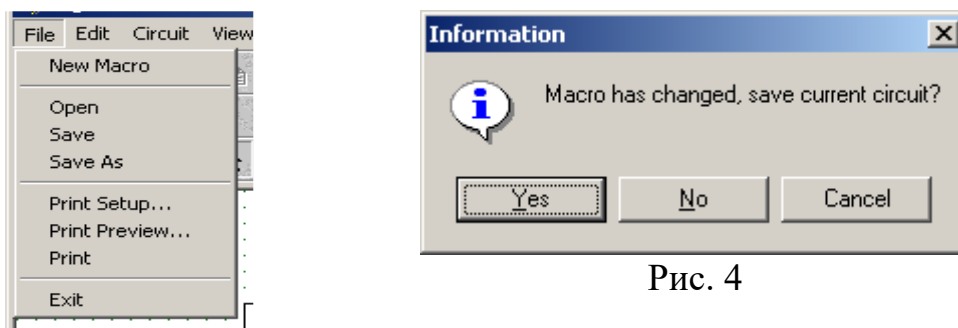 File Edit Circuit View
New Macro
Open
Save
Save As
Print Setup...
Print Preview...
Print
Exit
Information
Macro has changed, save current circuit?
Yes No Cancel
Рис. 4